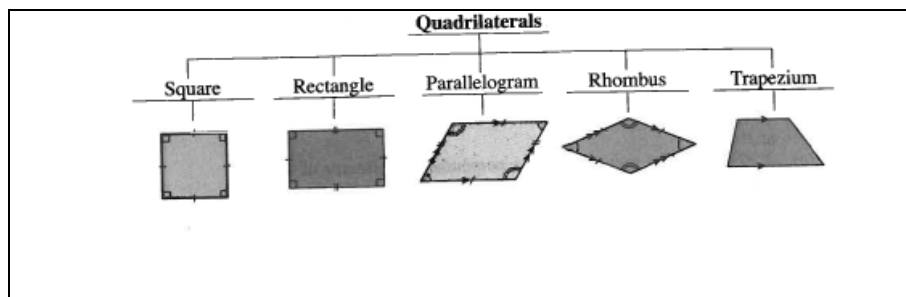 Quadrilaterals
Square Rectangle Parallelogram Rhombus Trapezium